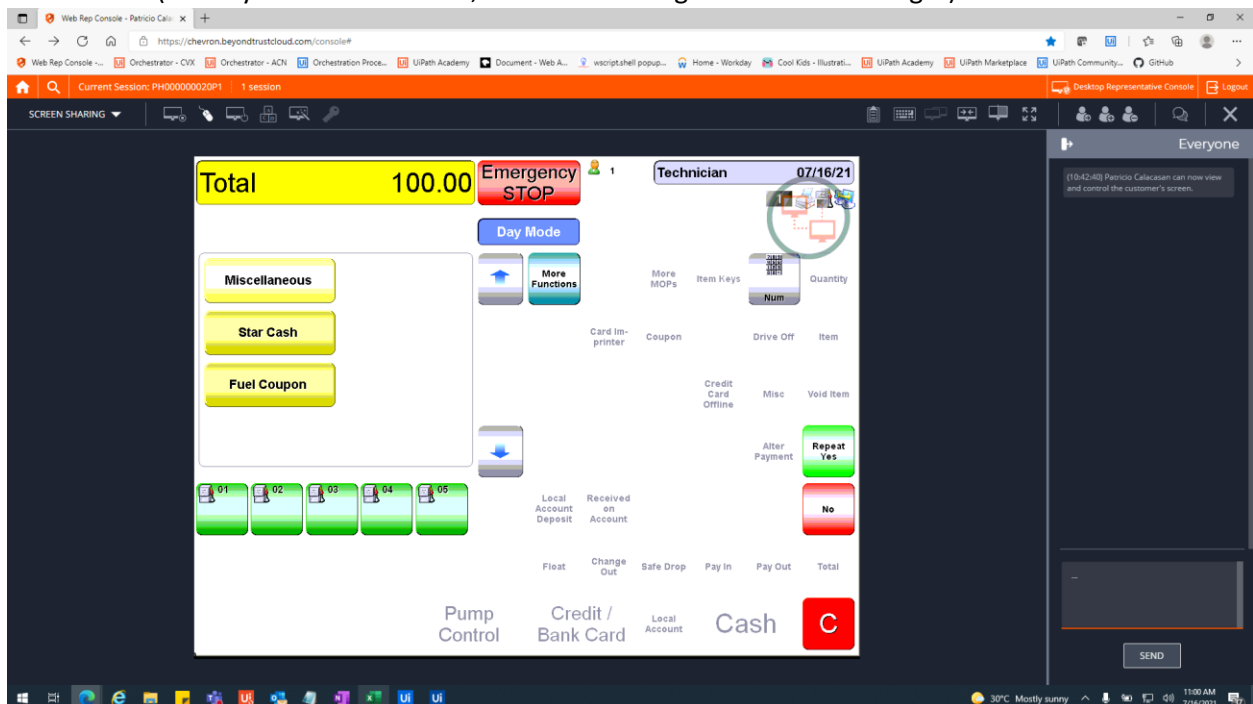 Web Rep Console - Patricio Cala
https://chevron.beyondtrustcloud.com/console#
Web Rep Console -... Orchestrator - CVX Orchestrator - ACN Orchestration Proce... UiPath Academy Document - Web A... wscript.shell popup... Home - Workday Cool Kids - Illustrati... UiPath Academy UiPath Marketplace UiPath Community... GitHub
Current Session: PH000000020P1 1 session Desktop Representative Console Logout
SCREEN SHARING
Everyone
(10:42:40) Patricio Calacasan can now view
and control the customer's screen.
Total 100.00
Emergency
STOP
1
Technician 07/16/21
Day Mode
Miscellaneous
More
Functions
More
MOPs
Item Keys
Num
Quantity
Star Cash
Card Im-
printer
Coupon
Drive Off
Item
Fuel Coupon
Credit
Card
Offline
Misc
Void Item
Alter
Payment
Repeat
Yes
01 02 03 04 05
Local
Account
Deposit
Received
on
Account
No
Float
Change
Out
Safe Drop
Pay In
Pay Out
Total
Pump
Control
Credit /
Bank Card
Local
Account
Cash
C
SEND
30°C Mostly sunny
11:00 AM
7/16/2021